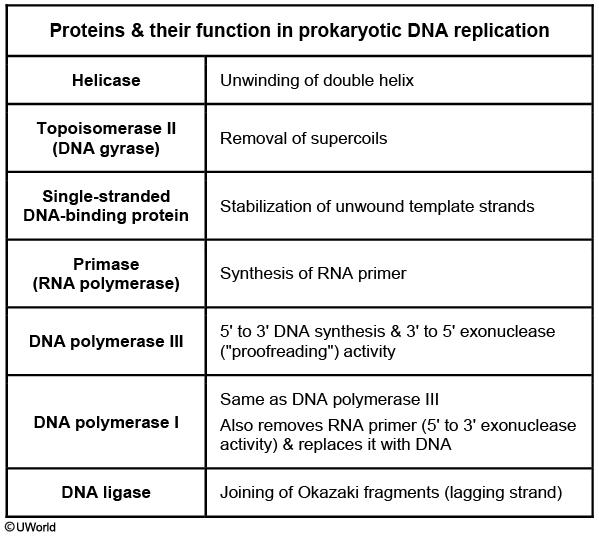 Proteins & their function in prokaryotic DNA replication
Helicase
Unwinding of double helix
Topoisomerase II
(DNA gyrase)
Removal of supercoils
Single-stranded
DNA-binding protein
Stabilization of unwound template strands
Primase
(RNA polymerase)
Synthesis of RNA primer
DNA polymerase III
5' to 3' DNA synthesis & 3' to 5' exonuclease
("proofreading") activity
DNA polymerase I
Same as DNA polymerase III
Also removes RNA primer (5' to 3' exonuclease
activity) & replaces it with DNA
DNA ligase
Joining of Okazaki fragments (lagging strand)
©UWorld